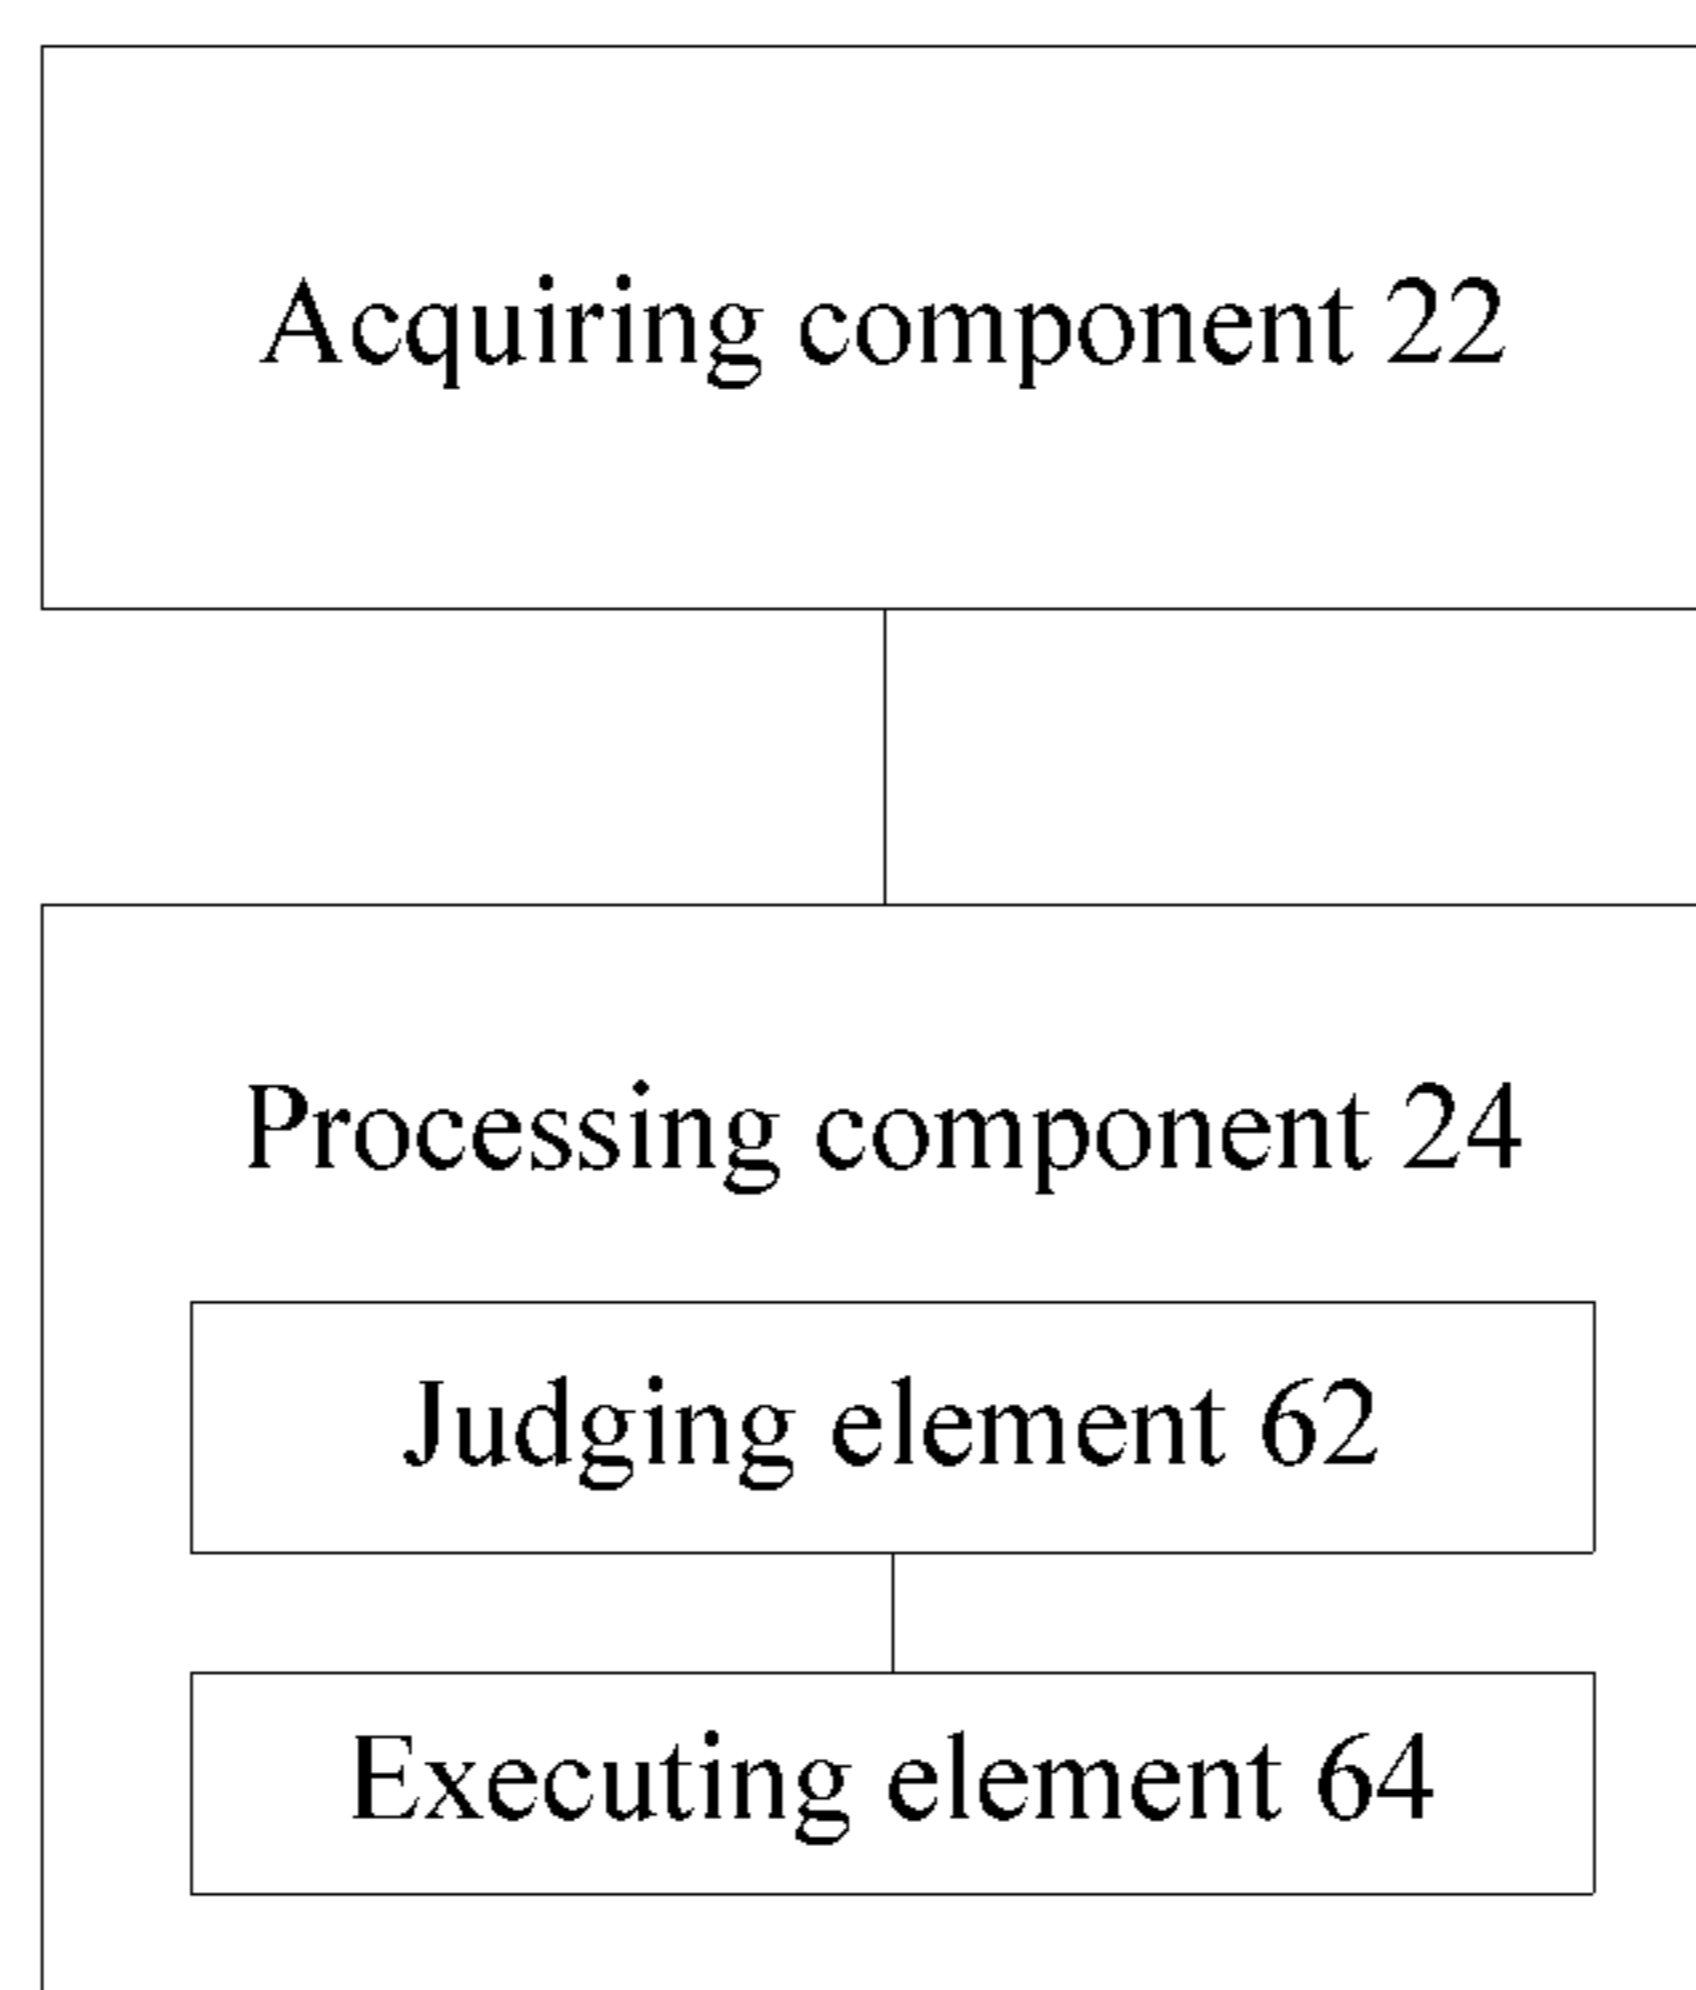 Acquiring component 22
Processing component 24
Judging element 62
Executing element 64